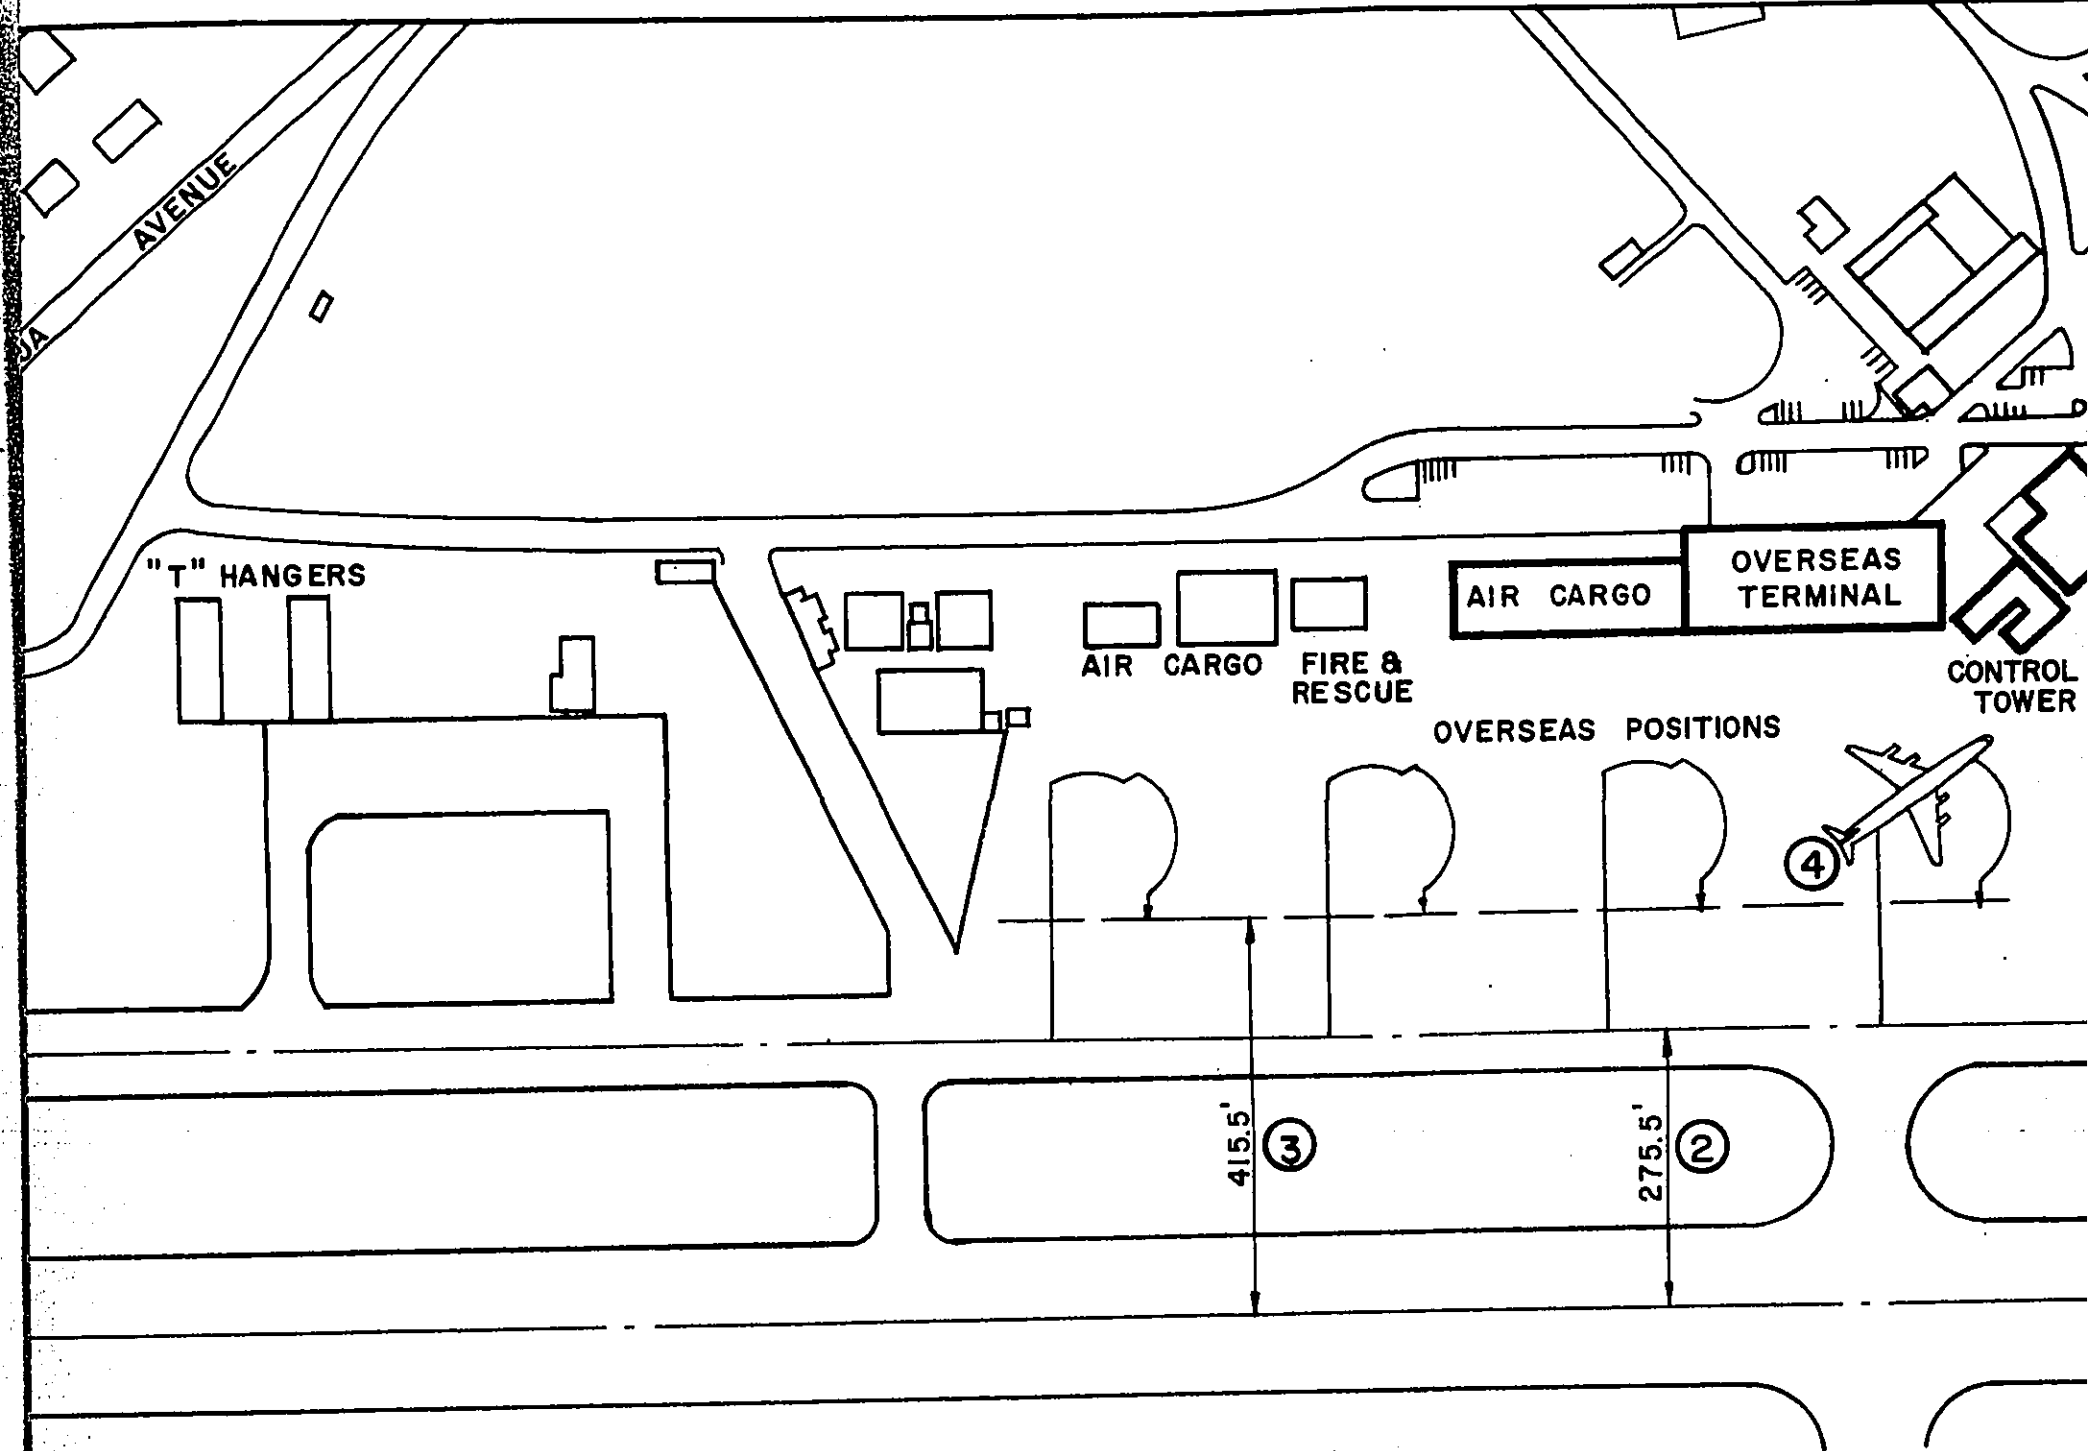 AVENUE
UA
"T" HANGERS
OVERSEAS
TERMINAL
AIR CARGO
AIR CARGO
FIRE &
RESCUE
CONTROL
TOWER
OVERSEAS POSITIONS
4
415.5'
3
275.5'
2